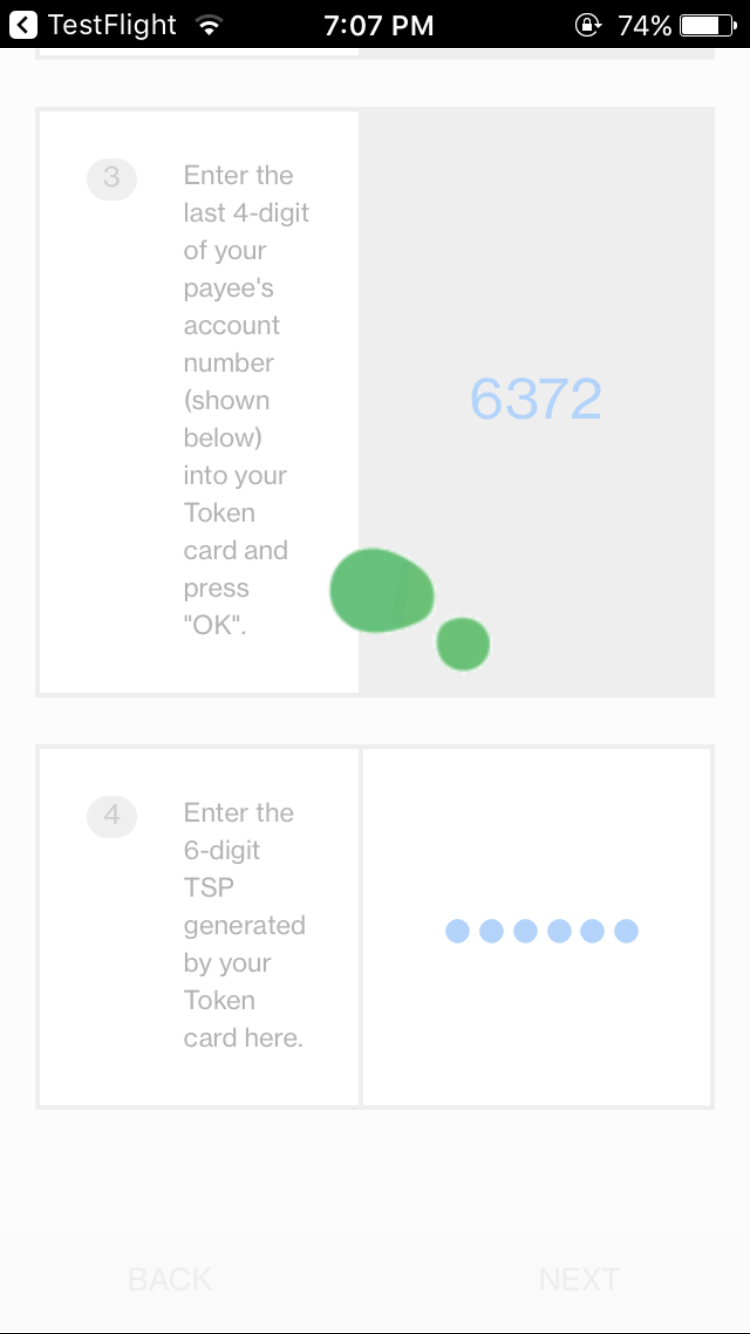 TestFlight 7:07 PM 74%
3
Enter the
last 4-digit
of your
payee's
account
number
(shown
below)
into your
Token
card and
press
"OK".
6372
4
Enter the
6-digit
TSP
generated
by your
Token
card here.
BACK NEXT